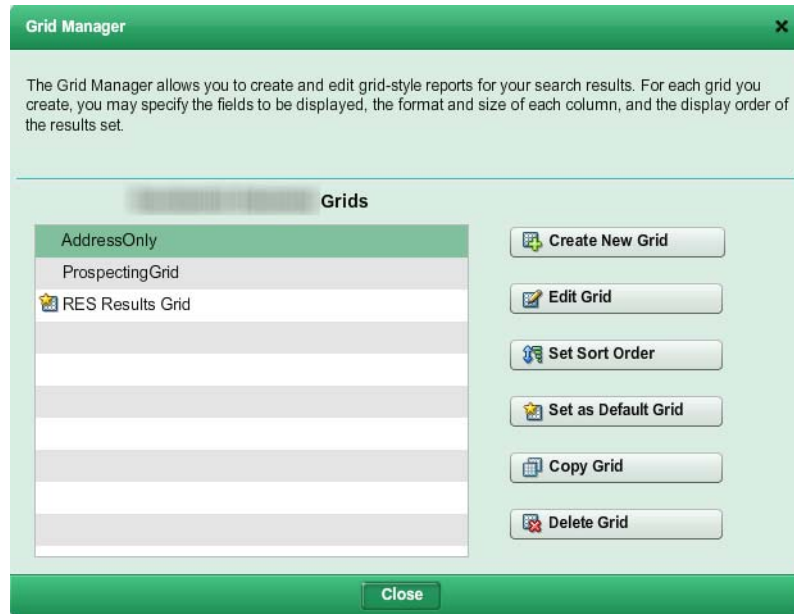 Grid Manager
The Grid Manager allows you to create and edit grid-style reports for your search results. For each grid you
create, you may specify the fields to be displayed, the format and size of each column, and the display order of
the results set.
Grids
AddressOnly
ProspectingGrid
RES Results Grid
Create New Grid
Edit Grid
Set Sort Order
Set as Default Grid
Copy Grid
Delete Grid
Close